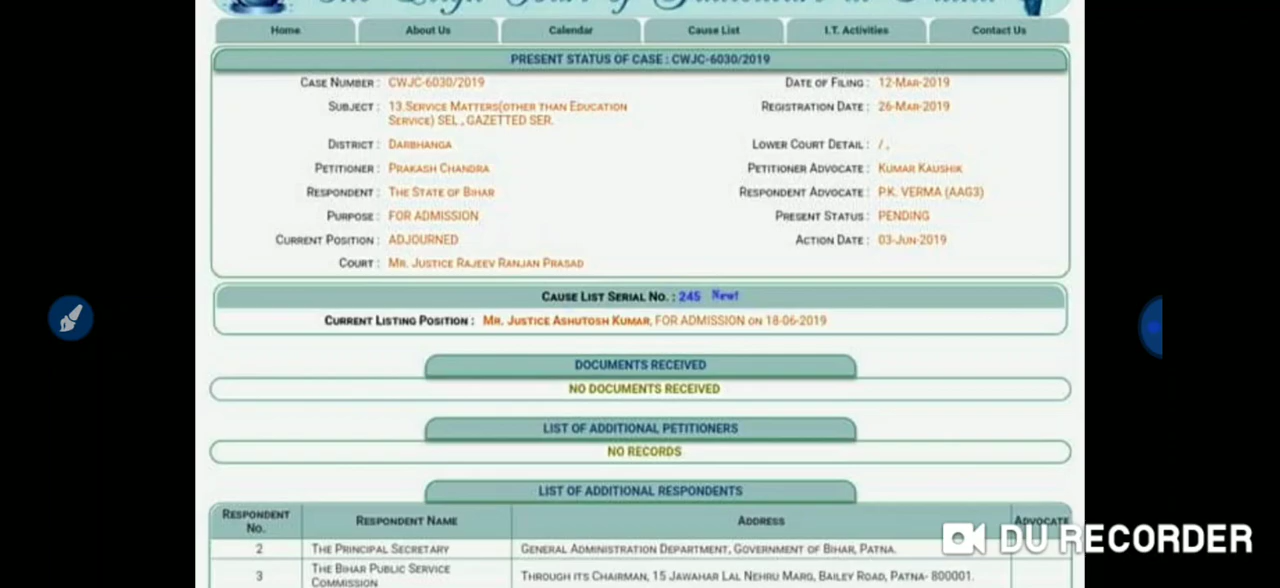 Home About Us Calendar Cause List I.T. Activities Contact Us
PRESENT STATUS OF CASE : CWJC-6030/2019
CASE NUMBER : CWJC-6030/2019 DATE OF FILING : 12-MAR-2019
SUBJECT : 13.SERVICE MATTERS(OTHER THAN EDUCATION REGISTRATION DATE : 26-MAR-2019
SERVICE) SEL , GAZETTED SER.
DISTRICT : DARBHANGA LOWER COURT DETAIL : / ,
PETITIONER : PRAKASH CHANDRA PETITIONER ADVOCATE : KUMAR KAUSHIK
RESPONDENT : THE STATE OF BIHAR RESPONDENT ADVOCATE : P.K. VERMA (AAG3)
PURPOSE : FOR ADMISSION PRESENT STATUS : PENDING
CURRENT POSITION : ADJOURNED ACTION DATE : 03-JUN-2019
COURT : MR. JUSTICE RAJEEV RANJAN PRASAD
CAUSE LIST SERIAL NO. : 245 New!
CURRENT LISTING POSITION : MR. JUSTICE ASHUTOSH KUMAR, FOR ADMISSION ON 18-06-2019
DOCUMENTS RECEIVED
NO DOCUMENTS RECEIVED
LIST OF ADDITIONAL PETITIONERS
NO RECORDS
LIST OF ADDITIONAL RESPONDENTS
RESPONDENT NO. RESPONDENT NAME ADDRESS ADVOCATE
2 THE PRINCIPAL SECRETARY GENERAL ADMINISTRATION DEPARTMENT, GOVERNMENT OF BIHAR, PATNA.
3 THE BIHAR PUBLIC SERVICE COMMISSION THROUGH ITS CHAIRMAN, 15 JAWAHAR LAL NEHRU MARG, BAILEY ROAD, PATNA- 800001.
DU RECORDER